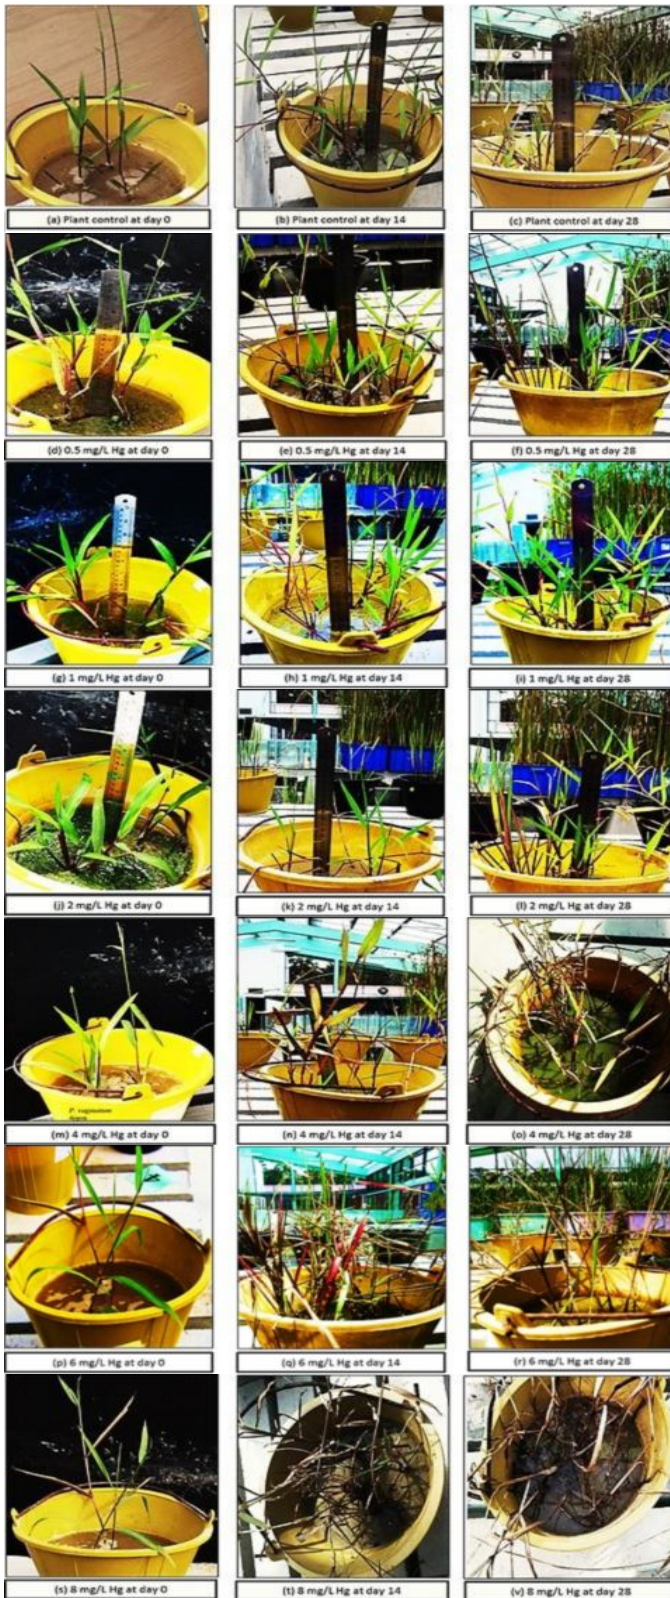 (a) Plant control at day 0
(b) Plant control at day 14
(c) Plant control at day 28
(d) 0.5 mg/L Hg at day 0
(e) 0.5 mg/L Hg at day 14
(f) 0.5 mg/L Hg at day 28
(g) 1 mg/L Hg at day 0
(h) 1 mg/L Hg at day 14
(i) 1 mg/L Hg at day 28
(j) 2 mg/L Hg at day 0
(k) 2 mg/L Hg at day 14
(l) 2 mg/L Hg at day 28
P. vaginatum
(m) 4 mg/L Hg at day 0
(n) 4 mg/L Hg at day 14
(o) 4 mg/L Hg at day 28
(p) 6 mg/L Hg at day 0
(q) 6 mg/L Hg at day 14
(r) 6 mg/L Hg at day 28
(s) 8 mg/L Hg at day 0
(t) 8 mg/L Hg at day 14
(v) 8 mg/L Hg at day 28